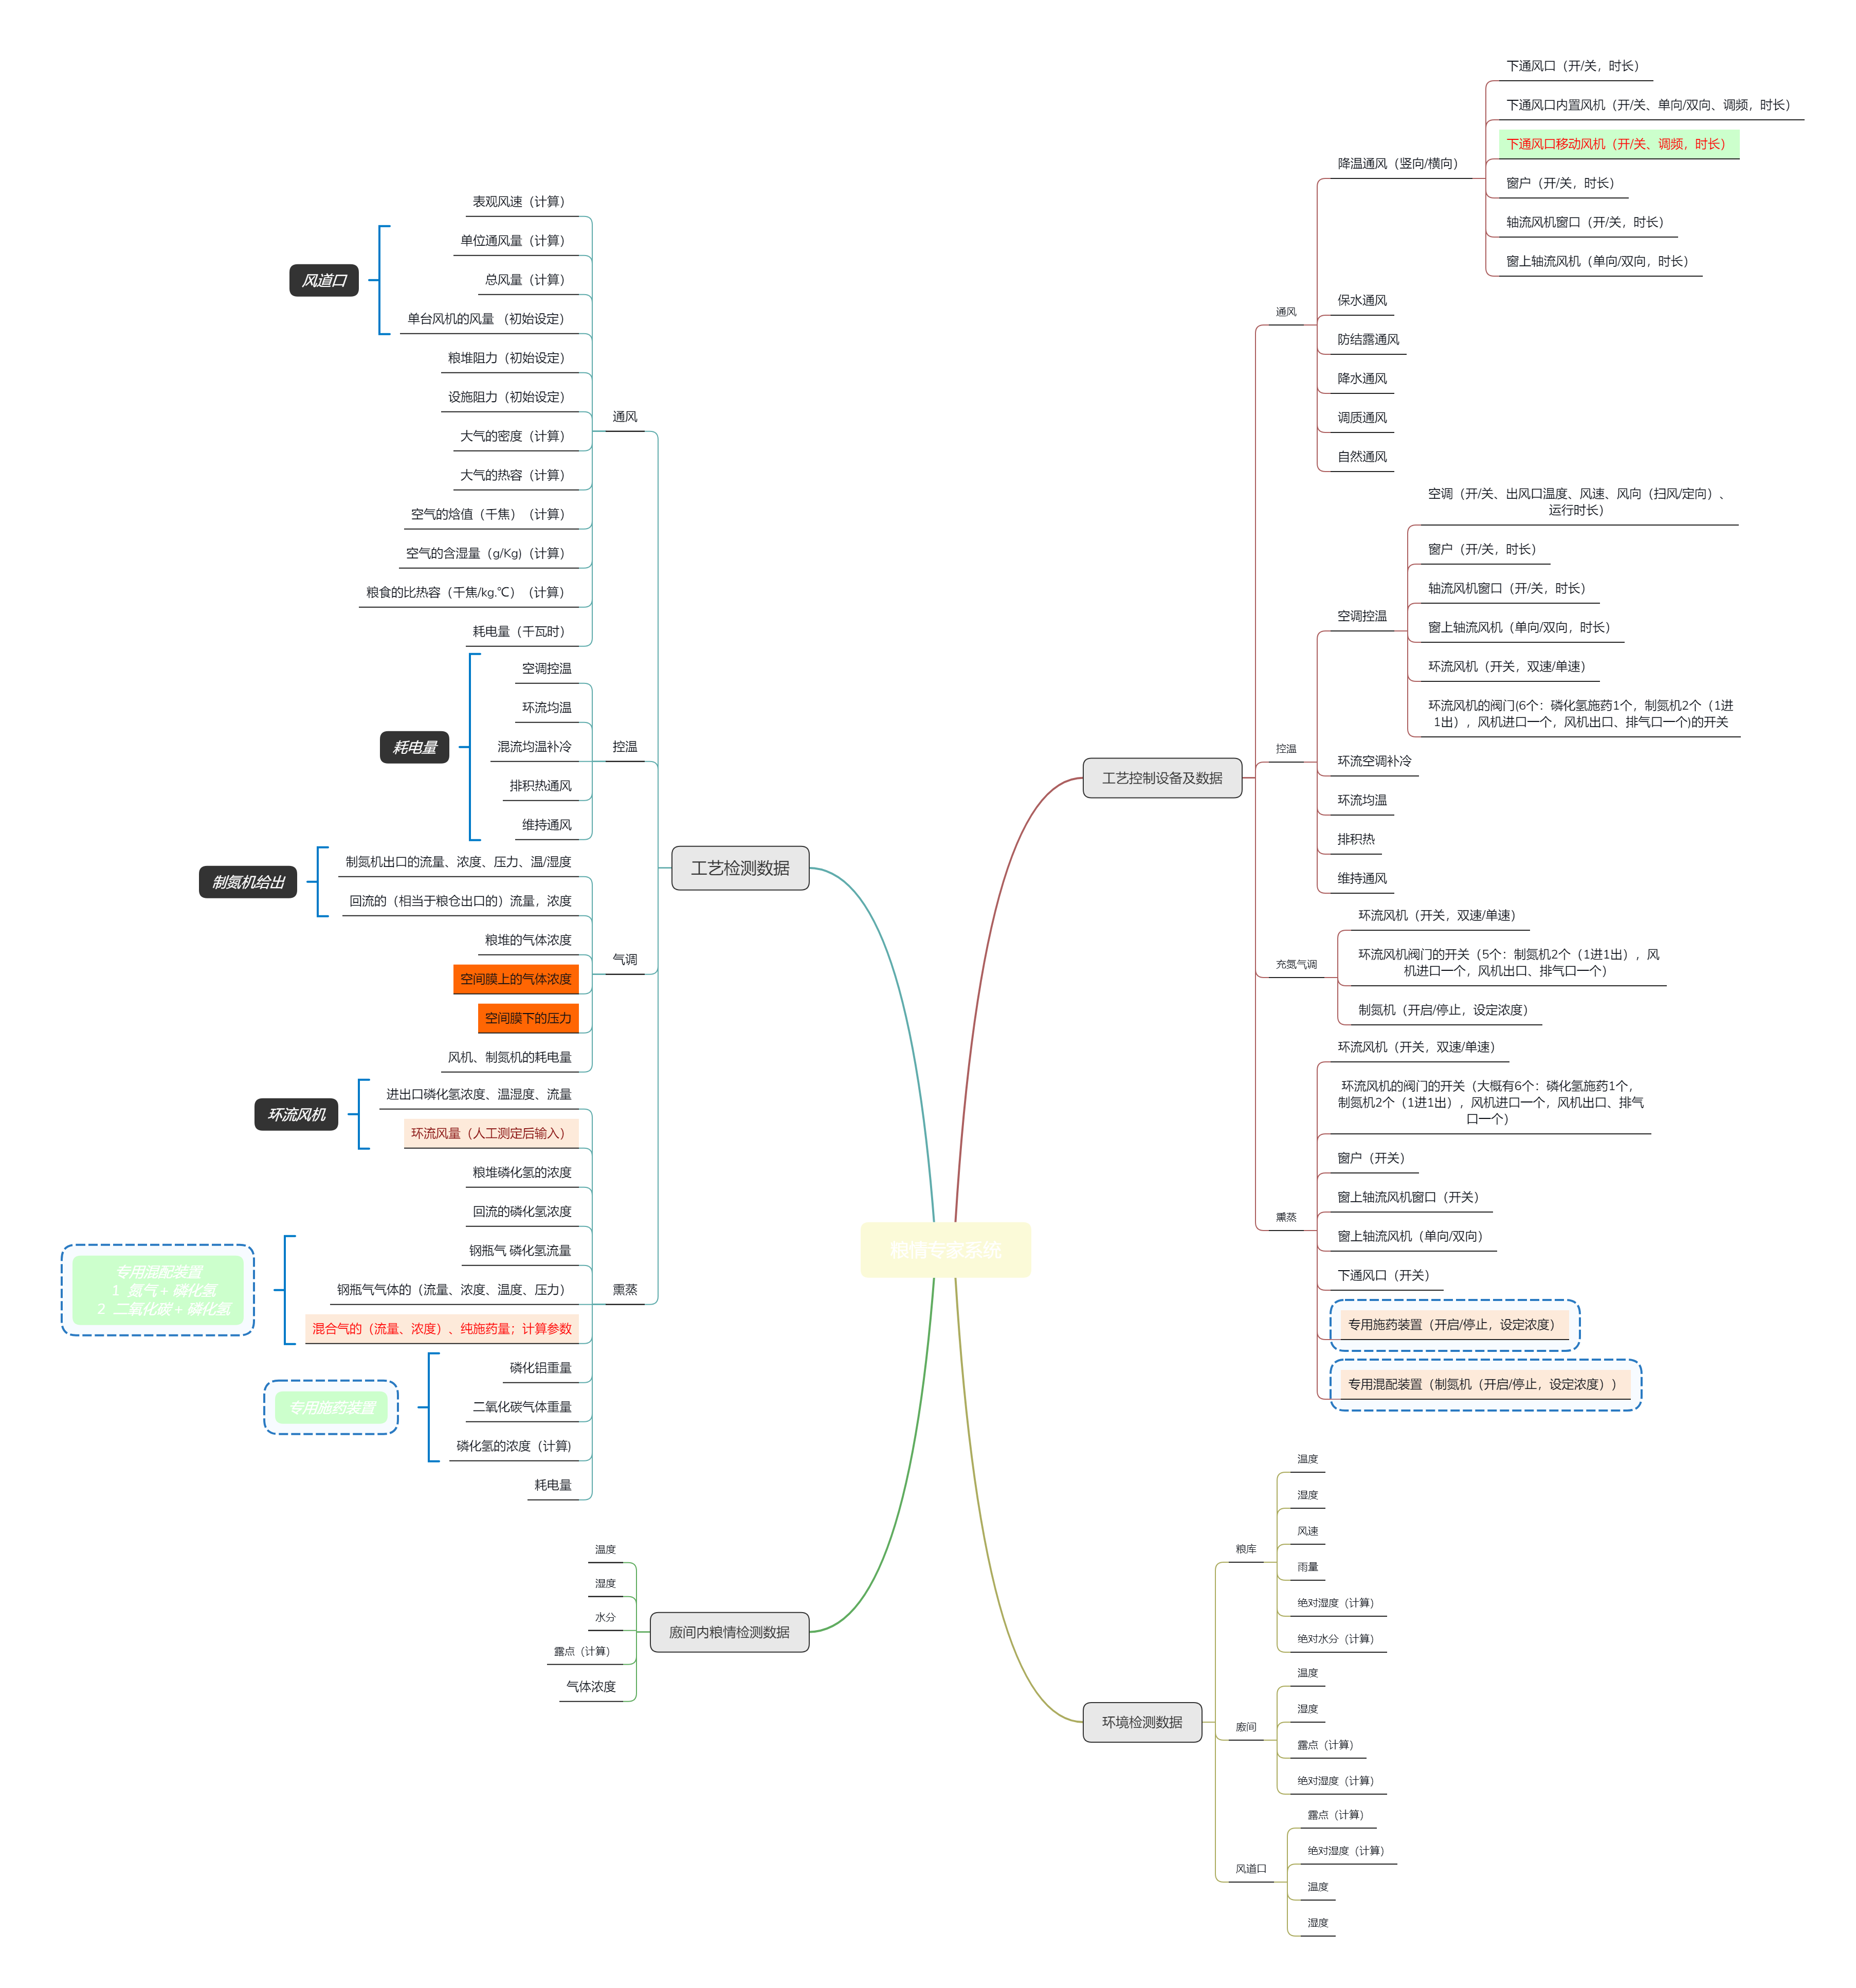 粮情专家系统
工艺控制设备及数据
通风
降温通风（竖向/横向）
下通风口（开/关，时长）
下通风口内置风机（开/关、单向/双向、调频，时长）
下通风口移动风机（开/关、调频，时长）
窗户（开/关，时长）
轴流风机窗口（开/关，时长）
窗上轴流风机（单向/双向，时长）
保水通风
防结露通风
降水通风
调质通风
自然通风
控温
空调控温
空调（开/关、出风口温度、风速、风向（扫风/定向）、
运行时长）
窗户（开/关，时长）
轴流风机窗口（开/关，时长）
窗上轴流风机（单向/双向，时长）
环流风机（开关，双速/单速）
环流风机的阀门(6个：磷化氢施药1个，制氮机2个（1进
1出），风机进口一个，风机出口、排气口一个)的开关
环流空调补冷
环流均温
排积热
维持通风
充氮气调
环流风机（开关，双速/单速）
环流风机阀门的开关（5个：制氮机2个（1进1出），风
机进口一个，风机出口、排气口一个）
制氮机（开启/停止，设定浓度）
熏蒸
环流风机（开关，双速/单速）
环流风机的阀门的开关（大概有6个：磷化氢施药1个，
制氮机2个（1进1出），风机进口一个，风机出口、排气
口一个）
窗户（开关）
窗上轴流风机窗口（开关）
窗上轴流风机（单向/双向）
下通风口（开关）
专用施药装置（开启/停止，设定浓度）
专用混配装置（制氮机（开启/停止，设定浓度））
环境检测数据
粮库
温度
湿度
风速
雨量
绝对湿度（计算）
绝对水分（计算）
廒间
温度
湿度
露点（计算）
绝对湿度（计算）
风道口
露点（计算）
绝对湿度（计算）
温度
湿度
工艺检测数据
通风
表观风速（计算）
单位通风量（计算）
总风量（计算）
单台风机的风量 （初始设定）
风道口
粮堆阻力（初始设定）
设施阻力（初始设定）
大气的密度（计算）
大气的热容（计算）
空气的焓值（千焦）（计算）
空气的含湿量（g/Kg)（计算）
粮食的比热容（千焦/kg.℃）（计算）
耗电量（千瓦时）
控温
空调控温
环流均温
混流均温补冷
排积热通风
维持通风
耗电量
气调
制氮机出口的流量、浓度、压力、温/湿度
回流的（相当于粮仓出口的）流量，浓度
制氮机给出
粮堆的气体浓度
空间膜上的气体浓度
空间膜下的压力
风机、制氮机的耗电量
熏蒸
进出口磷化氢浓度、温湿度、流量
环流风量（人工测定后输入）
环流风机
粮堆磷化氢的浓度
回流的磷化氢浓度
钢瓶气 磷化氢流量
钢瓶气气体的（流量、浓度、温度、压力）
混合气的（流量、浓度）、纯施药量；计算参数
专用混配装置
1 氮气 + 磷化氢
2 二氧化碳 + 磷化氢
磷化铝重量
二氧化碳气体重量
磷化氢的浓度（计算)
专用施药装置
耗电量
廒间内粮情检测数据
温度
湿度
水分
露点（计算）
气体浓度